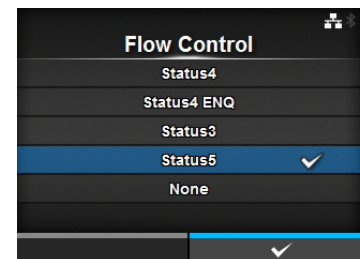 Flow Control
Status4
Status4 ENQ
Status3
Status5
None